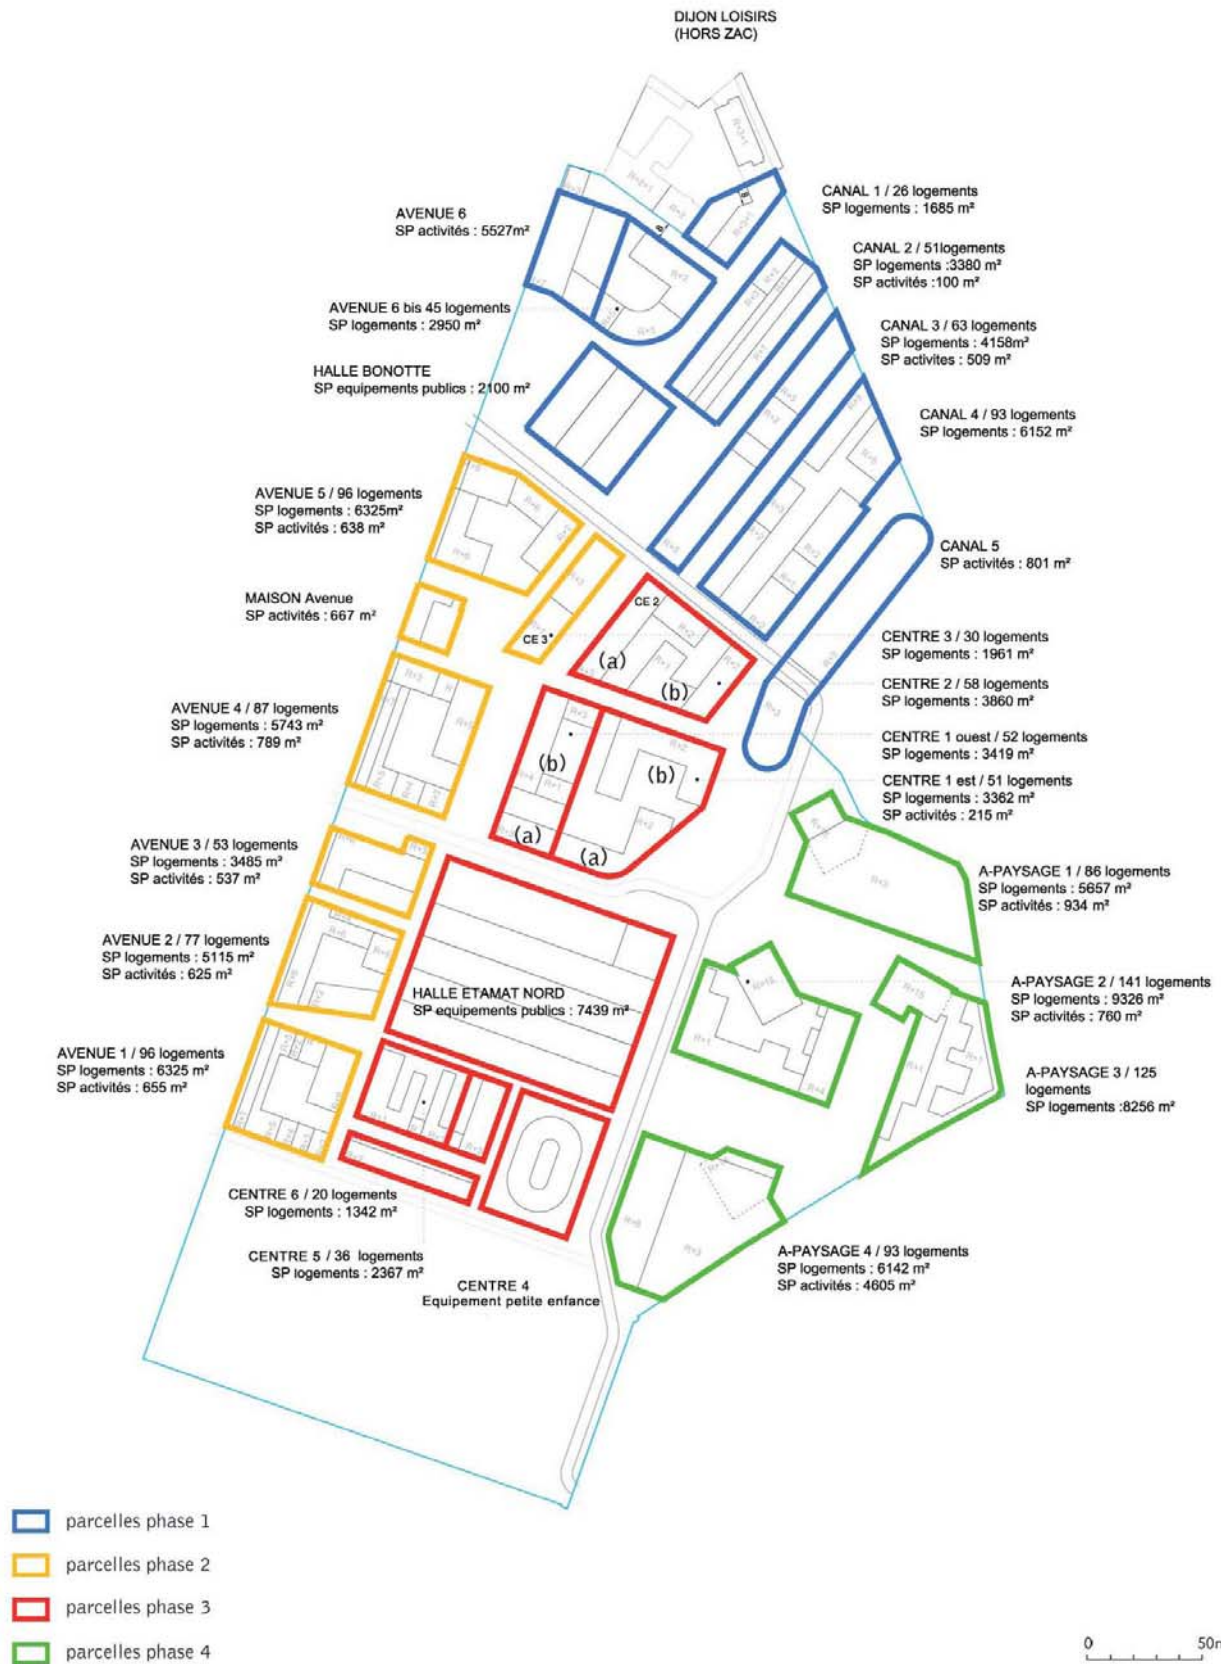 DIJON LOISIRS
(HORS ZAC)
CANAL 1 / 26 logements
SP logements : 1685 m²
AVENUE 6
SP activités : 5527m²
CANAL 2 / 51logements
SP logements :3380 m²
SP activités :100 m²
AVENUE 6 bis 45 logements
SP logements : 2950 m²
CANAL 3 / 63 logements
SP logements : 4158m²
SP activites : 509 m²
HALLE BONOTTE
SP equipements publics : 2100 m²
CANAL 4 / 93 logements
SP logements : 6152 m²
AVENUE 5 / 96 logements
SP logements : 6325m²
SP activités : 638 m²
CANAL 5
SP activités : 801 m²
MAISON Avenue
SP activités : 667 m²
CE 2
CE 3
(a)
(b)
CENTRE 3 / 30 logements
SP logements : 1961 m²
CENTRE 2 / 58 logements
SP logements : 3860 m²
AVENUE 4 / 87 logements
SP logements : 5743 m²
SP activités : 789 m²
CENTRE 1 ouest / 52 logements
SP logements : 3419 m²
(b)
(b)
(a)
(a)
CENTRE 1 est / 51 logements
SP logements : 3362 m²
SP activités : 215 m²
AVENUE 3 / 53 logements
SP logements : 3485 m²
SP activités : 537 m²
A-PAYSAGE 1 / 86 logements
SP logements : 5657 m²
SP activités : 934 m²
AVENUE 2 / 77 logements
SP logements : 5115 m²
SP activités : 625 m²
HALLE ETAMAT NORD
SP equipements publics : 7439 m²
A-PAYSAGE 2 / 141 logements
SP logements : 9326 m²
SP activités : 760 m²
AVENUE 1 / 96 logements
SP logements : 6325 m²
SP activités : 655 m²
A-PAYSAGE 3 / 125
logements
SP logements :8256 m²
CENTRE 6 / 20 logements
SP logements : 1342 m²
CENTRE 5 / 36 logements
SP logements : 2367 m²
CENTRE 4
Equipement petite enfance
A-PAYSAGE 4 / 93 logements
SP logements : 6142 m²
SP activités : 4605 m²
parcelles phase 1
parcelles phase 2
parcelles phase 3
parcelles phase 4
0 50